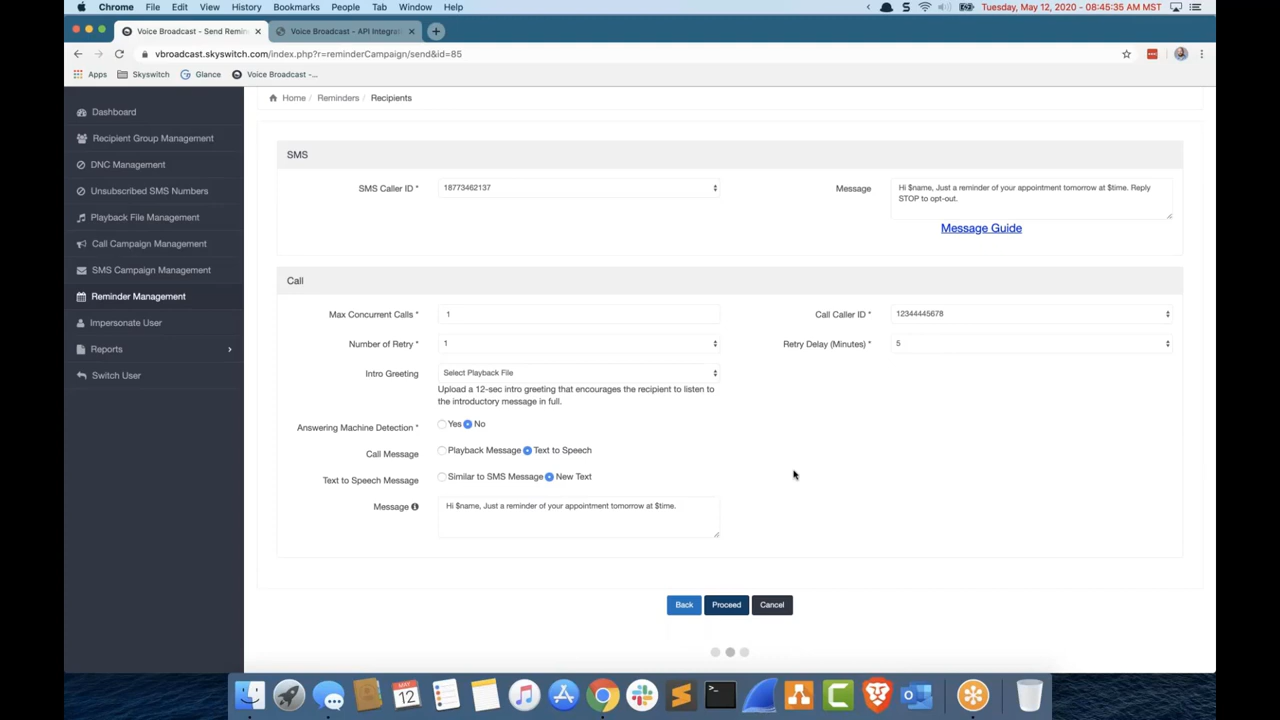 Chrome File Edit View History Bookmarks People Tab Window Help
Tuesday, May 12, 2020 - 08:45:35 AM MST
Voice Broadcast - Send Remin
Voice Broadcast - API Integrat
vbroadcast.skyswitch.com/index.php?r=reminderCampaign/send&id=85
Apps Skyswitch Glance Voice Broadcast -...
Dashboard
Recipient Group Management
DNC Management
Unsubscribed SMS Numbers
Playback File Management
Call Campaign Management
SMS Campaign Management
Reminder Management
Impersonate User
Reports
Switch User
Home / Reminders / Recipients
SMS
SMS Caller ID * 18773462137
Message
Hi $name, Just a reminder of your appointment tomorrow at $time. Reply
STOP to opt-out.
Message Guide
Call
Max Concurrent Calls * 1
Call Caller ID * 12344445678
Number of Retry * 1
Retry Delay (Minutes) * 5
Intro Greeting Select Playback File
Upload a 12-sec intro greeting that encourages the recipient to listen to
the introductory message in full.
Answering Machine Detection * Yes No
Call Message Playback Message Text to Speech
Text to Speech Message Similar to SMS Message New Text
Message Hi $name, Just a reminder of your appointment tomorrow at $time.
Back Proceed Cancel
MAY
12